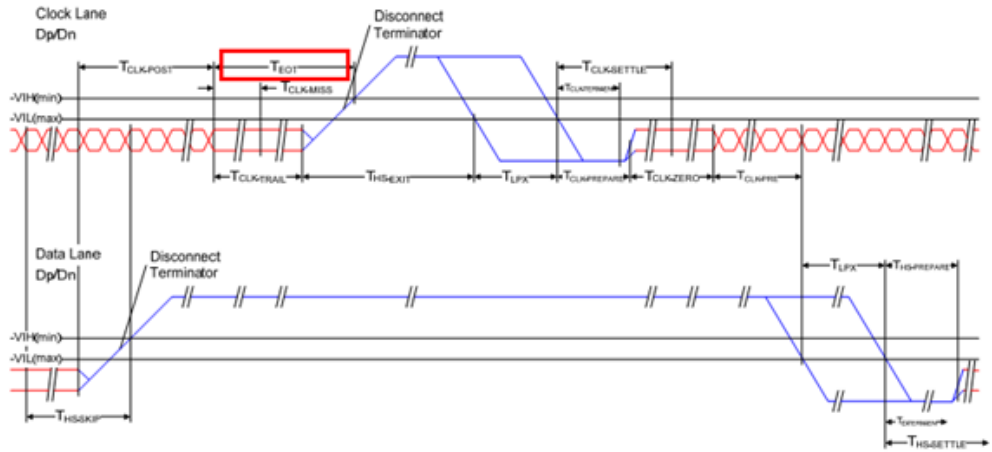 Clock Lane
Dp/Dn
Disconnect
Terminator
TCLK-POST
TEOT
TCLK-SETTLE
TCLK-MISS
TCLK-TERM-EN
VIH(min)
VIL(max)
TCLK-TRAIL
THS-EXIT
TLPX
TCLK-PREPARE
TCLK-ZERO
TCLK-PRE
Data Lane
Dp/Dn
Disconnect
Terminator
TLPX
THS-PREPARE
VIH(min)
VIL(max)
THS-SKIP
TD-TERM-EN
THS-SETTLE